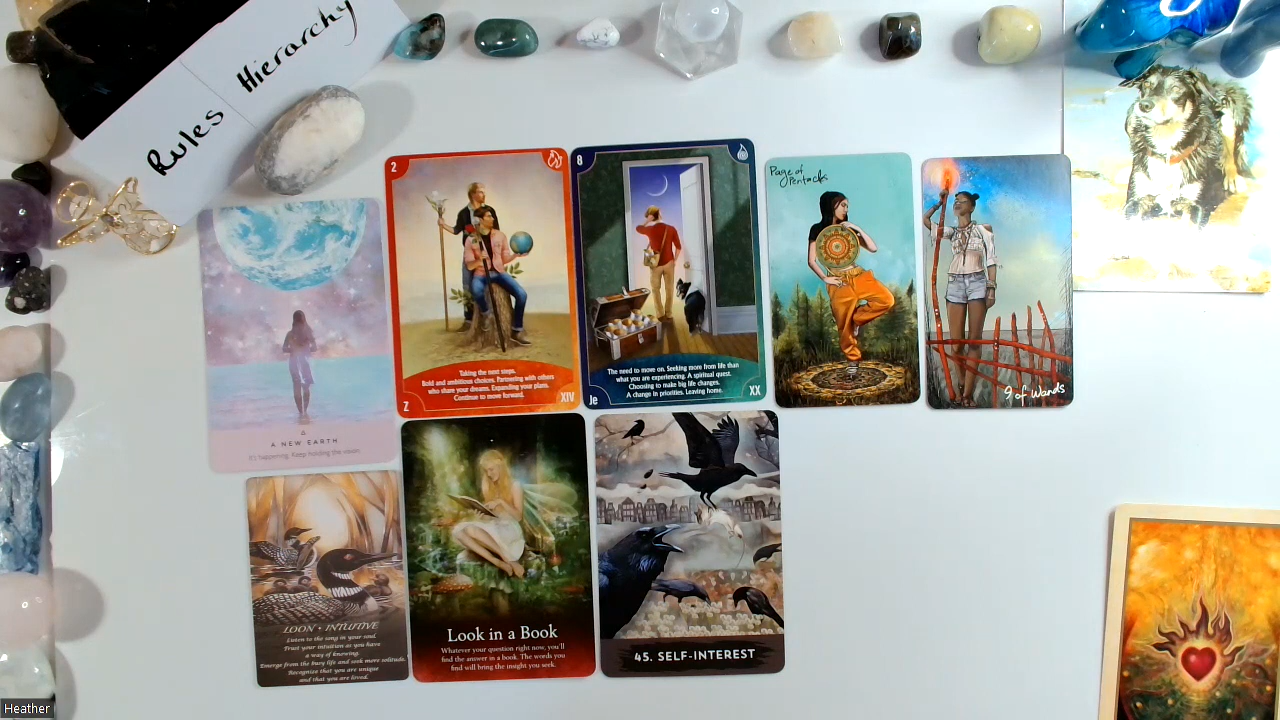 Rules Hierarchy
A NEW EARTH
It's happening. Keep holding the vision.
2
Taking the next steps.
Bold and ambitious choices. Partnering with others
who share your dreams. Expanding your plans.
Continue to move forward.
Z
XIV
8
The need to move on. Seeking more from life than
what you are experiencing. A spiritual quest.
Choosing to make big life changes.
A change in priorities. Leaving home.
Je
XX
Page of
Pentacles
9 of Wands
LOON • INTUITIVE
Listen to the song in your soul.
Trust your intuition as you have
a way of knowing.
Emerge from the busy life and seek more solitude.
Recognize that you are unique
and that you are loved.
Look in a Book
Whatever your question right now, you'll
find the answer in a book. The words you
find will bring the insight you seek.
45. SELF-INTEREST
Heather